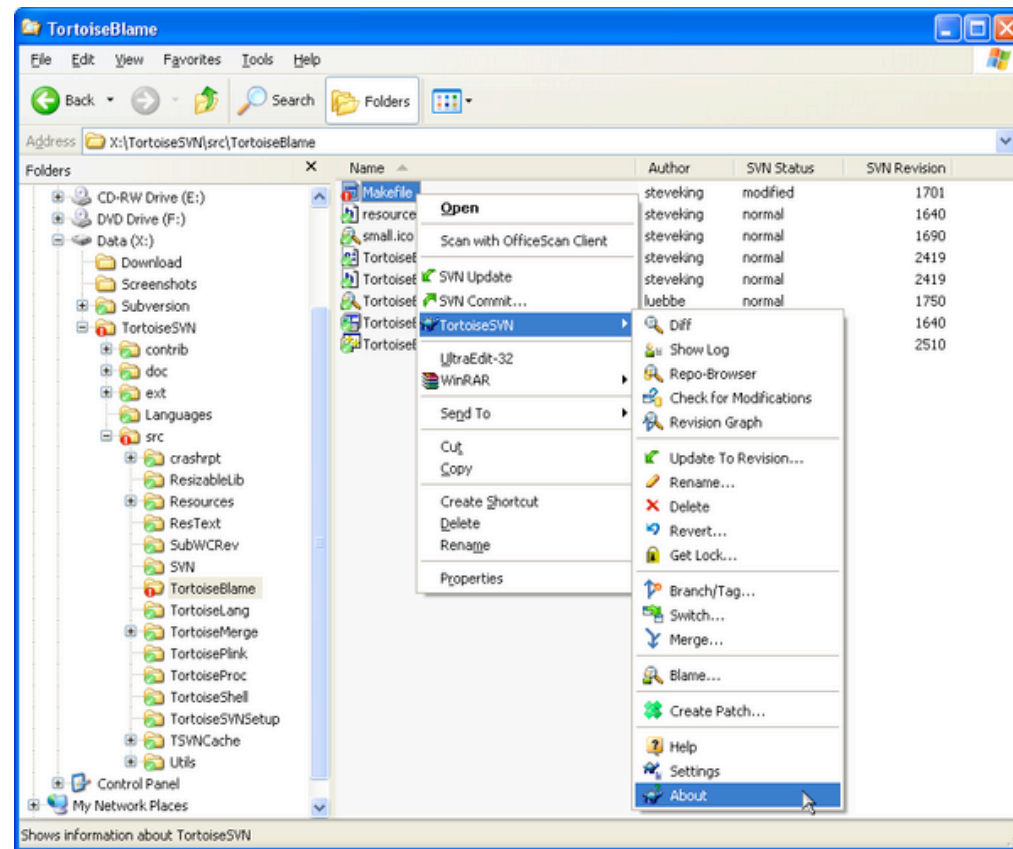 TortoiseBlame
File Edit View Favorites Tools Help
Back Search Folders
Address X:\TortoiseSVN\src\TortoiseBlame
Folders
CD-RW Drive (E:)
DVD Drive (F:)
Data (X:)
Download
Screenshots
Subversion
TortoiseSVN
contrib
doc
ext
Languages
src
crashrpt
ResizableLib
Resources
ResText
SubWCRev
SVN
TortoiseBlame
TortoiseLang
TortoiseMerge
TortoisePlink
TortoiseProc
TortoiseShell
TortoiseSVNSetup
TSVNCache
Utils
Control Panel
My Network Places
Name Author SVN Status SVN Revision
Makefile steveking modified 1701
resource steveking normal 1640
small.ico steveking normal 1690
steveking normal 2419
steveking normal 2419
luebbe normal 1750
1640
2510
Open
Scan with OfficeScan Client
SVN Update
SVN Commit...
TortoiseSVN
UltraEdit-32
WinRAR
Send To
Cut
Copy
Create Shortcut
Delete
Rename
Properties
Diff
Show Log
Repo-Browser
Check for Modifications
Revision Graph
Update To Revision...
Rename...
Delete
Revert...
Get Lock...
Branch/Tag...
Switch...
Merge...
Blame...
Create Patch...
Help
Settings
About
Shows information about TortoiseSVN